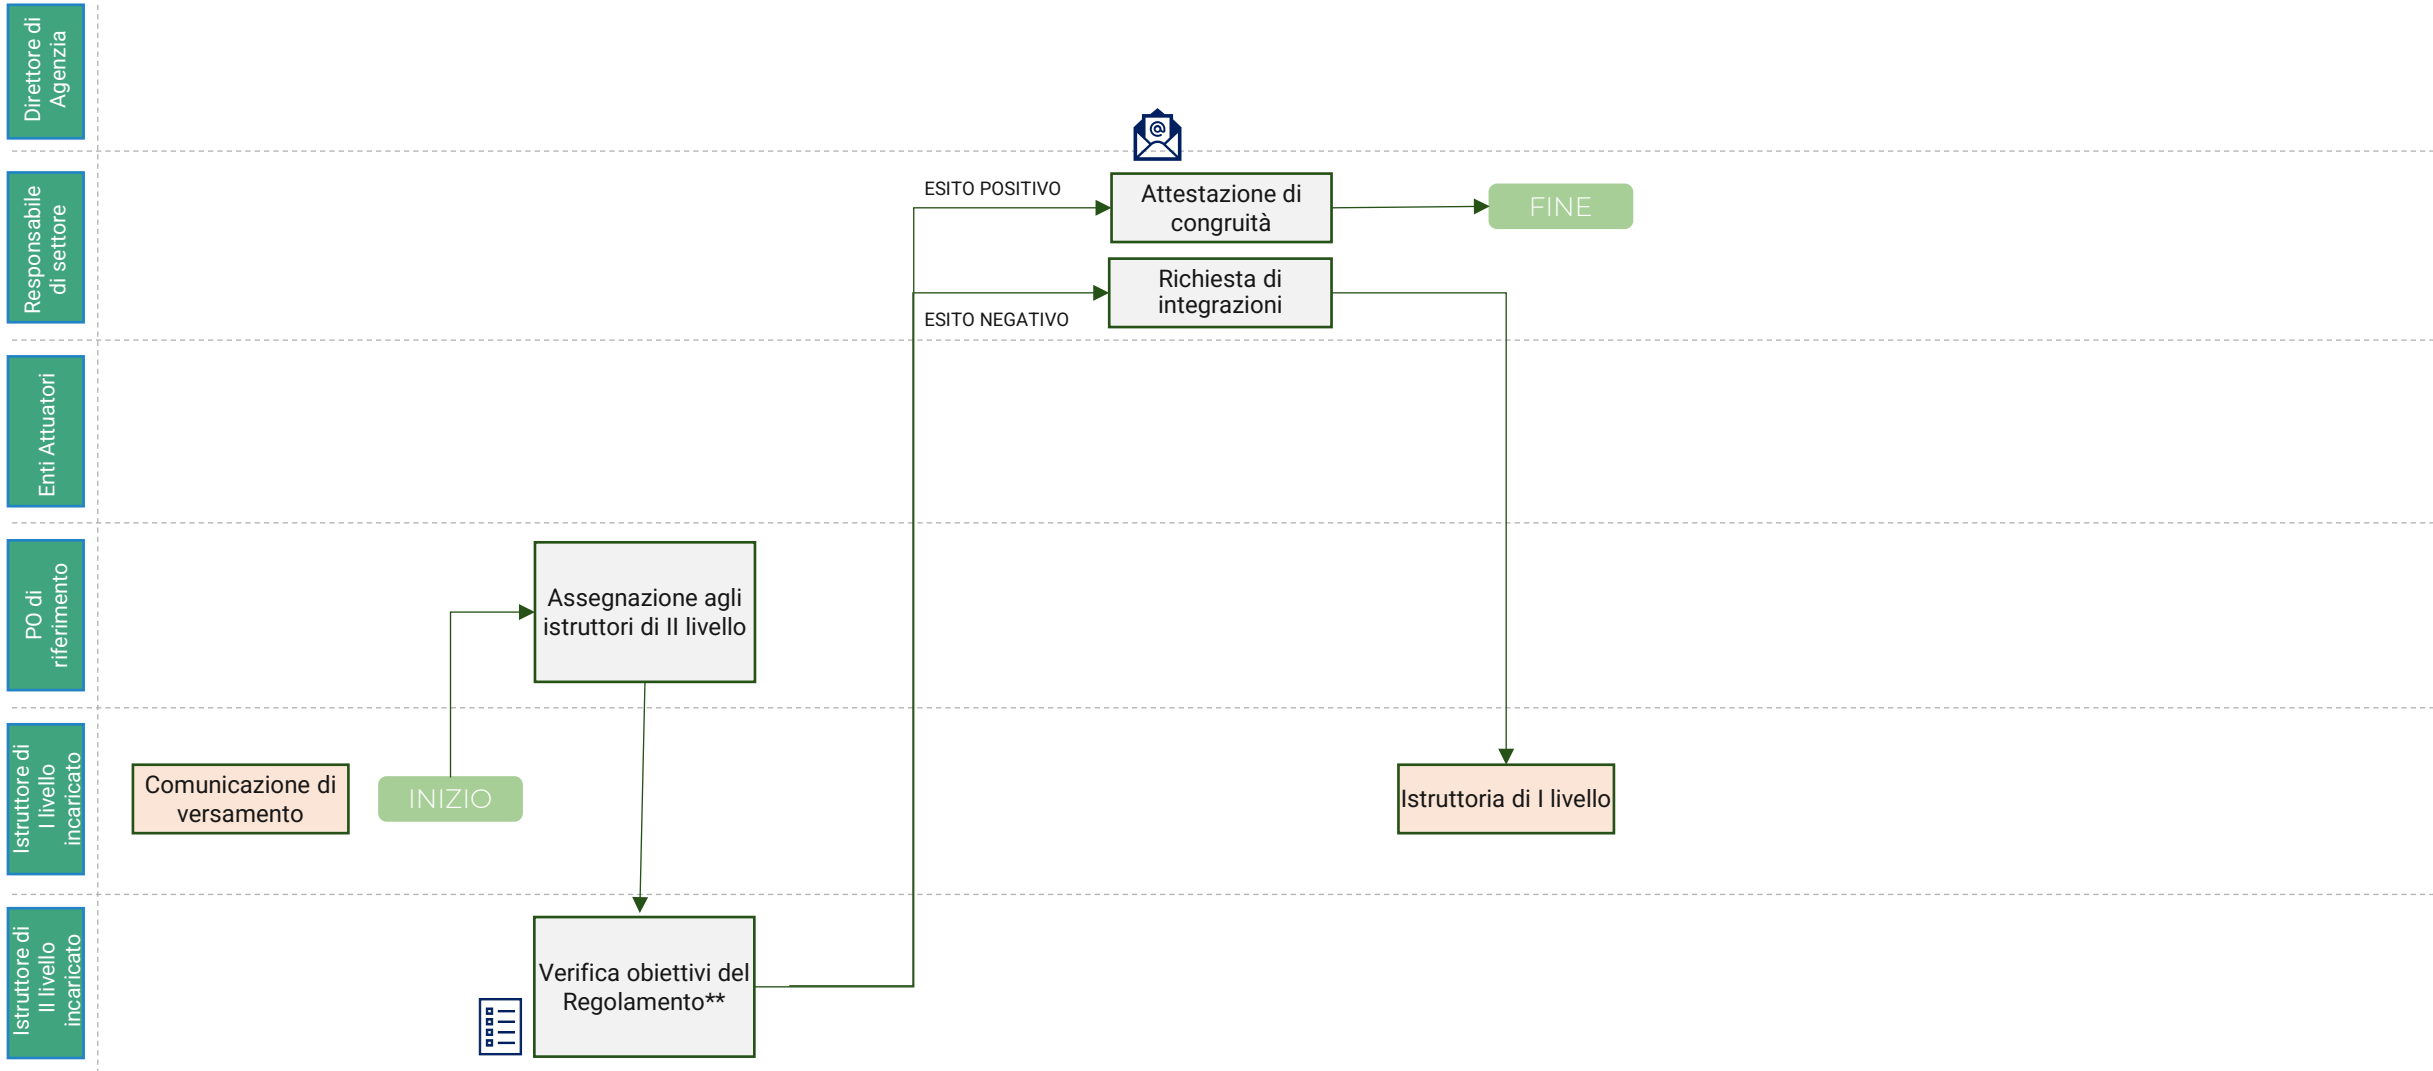 Direttore di
Agenzia
@
Responsabile
di settore
ESITO POSITIVO
Attestazione di
congruità
FINE
Richiesta di
integrazioni
ESITO NEGATIVO
Enti Attuatori
PO di
riferimento
Assegnazione agli
istruttori di II livello
Istruttore di
I livello
incaricato
Comunicazione di
versamento
INIZIO
Istruttoria di I livello
Istruttore di
II livello
incaricato
Verifica obiettivi del
Regolamento**